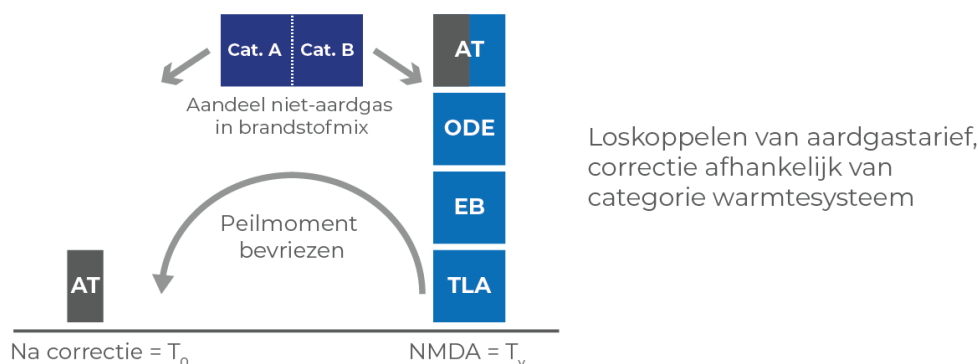 Cat. A
Cat. B
AT
Aandeel niet-aardgas
in brandstofmix
ODE
Loskoppelen van aardgastarief,
correctie afhankelijk van
categorie warmtesysteem
EB
Peilmoment
bevriezen
AT
TLA
Na correctie = T₀
NMDA = Tᵥ